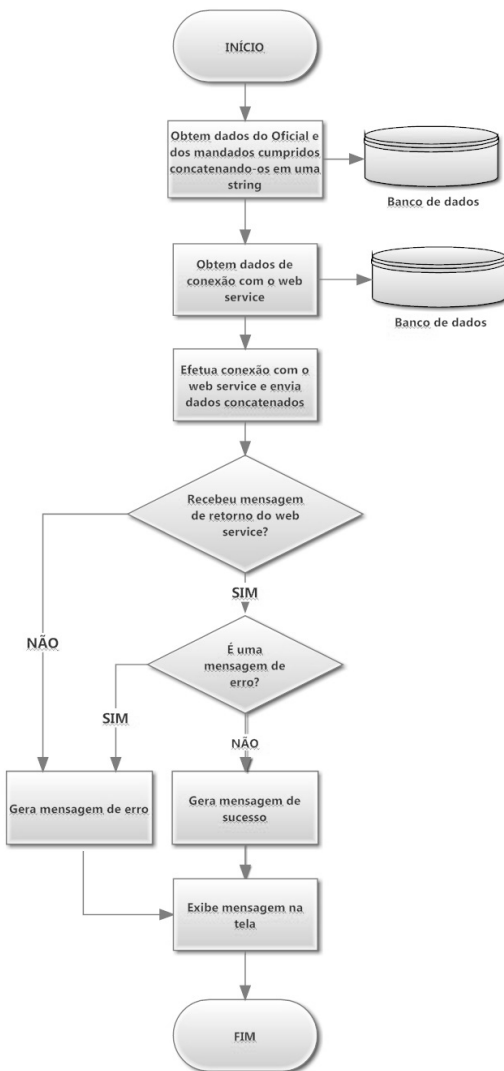 INÍCIO
Obtem dados do Oficial e
dos mandados cumpridos
concatenando-os em uma
string
Banco de dados
Obtem dados de
conexão com o web
service
Banco de dados
Efetua conexão com o
web service e envia
dados concatenados
Recebeu mensagem
de retorno do web
service?
SIM
NÃO
É uma
mensagem de
erro?
SIM
NÃO
Gera mensagem de erro
Gera mensagem de
sucesso
Exibe mensagem na
tela
FIM